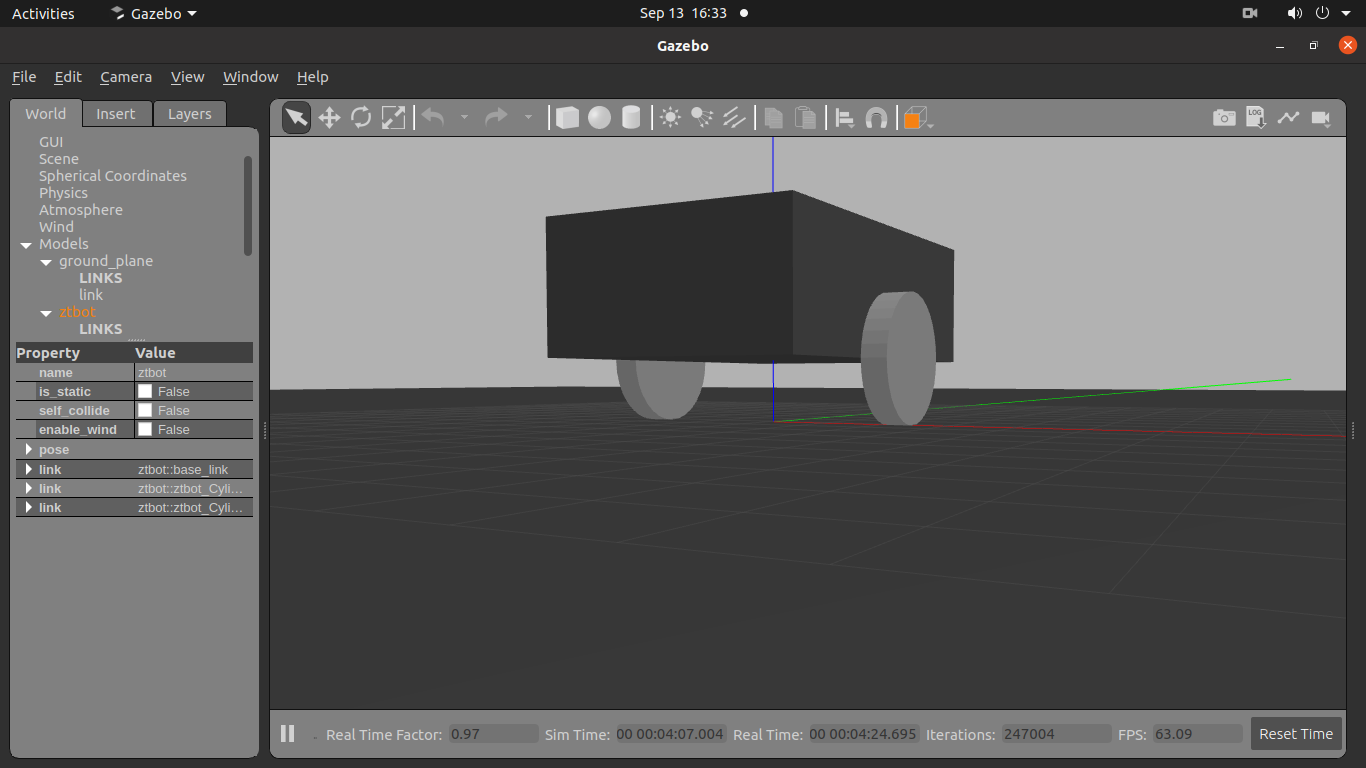 Activities Gazebo Sep 13 16:33
Gazebo
File Edit Camera View Window Help
World Insert Layers
LOG
GUI
Scene
Spherical Coordinates
Physics
Atmosphere
Wind
Models
ground_plane
LINKS
link
ztbot
LINKS
Property Value
name ztbot
is_static False
self_collide False
enable_wind False
pose
link ztbot::base_link
link ztbot::ztbot_Cyli...
link ztbot::ztbot_Cyli...
Real Time Factor: 0.97 Sim Time: 00 00:04:07.004 Real Time: 00 00:04:24.695 Iterations: 247004 FPS: 63.09 Reset Time